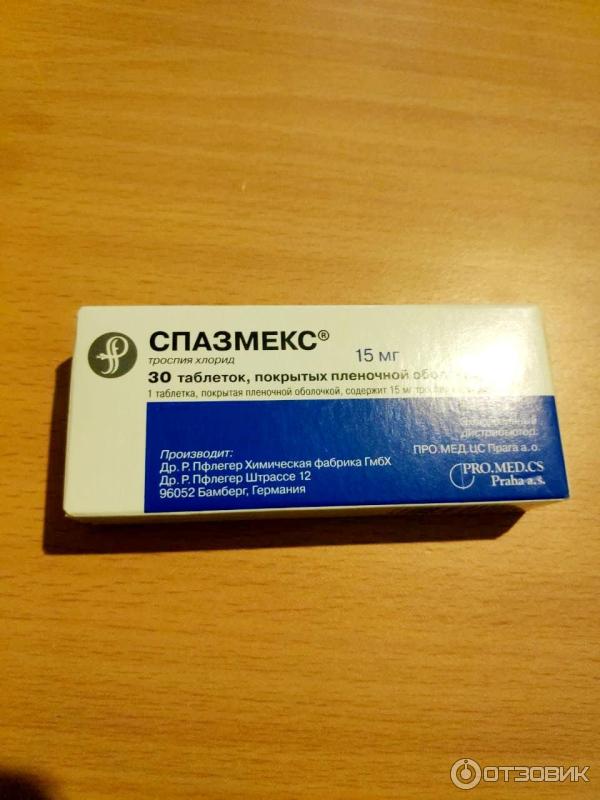 СПАЗМЕКС®
троспия хлорид
15 мг
30 таблеток, покрытых пленочной
1 таблетка, покрытая пленочной оболочкой, содержит 15 мг
дистрибьютор:
ПРО.МЕД.ЦС Прага а.о.
PRO.MED.CS
Praha a.s.
Производит:
Др. Р. Пфлегер Химическая фабрика ГмбХ
Др. Р. Пфлегер Штрассе 12
96052 Бамберг, Германия
ОТЗОВИК